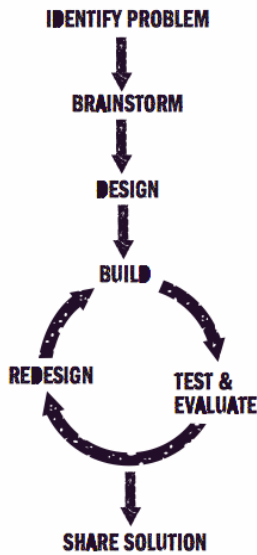 IDENTIFY PROBLEM
BRAINSTORM
DESIGN
BUILD
REDESIGN
TEST &
EVALUATE
SHARE SOLUTION